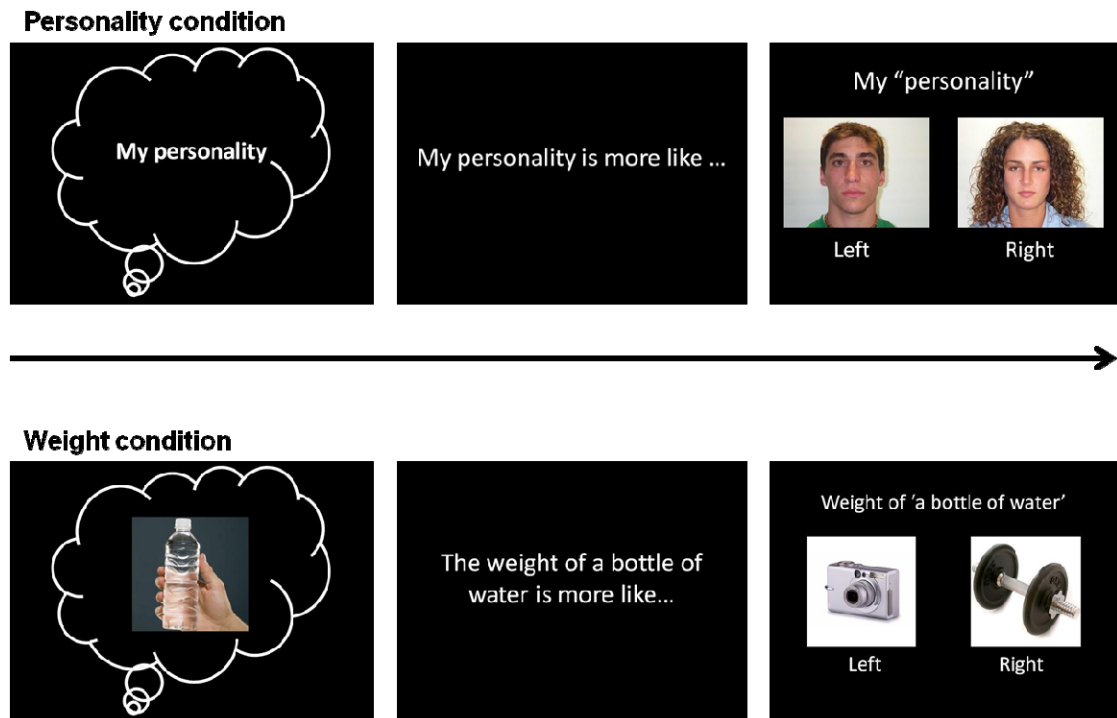 Personality condition
My personality
My personality is more like ...
My “personality”
Left
Right
Weight condition
The weight of a bottle of
water is more like...
Weight of ‘a bottle of water’
Left
Right